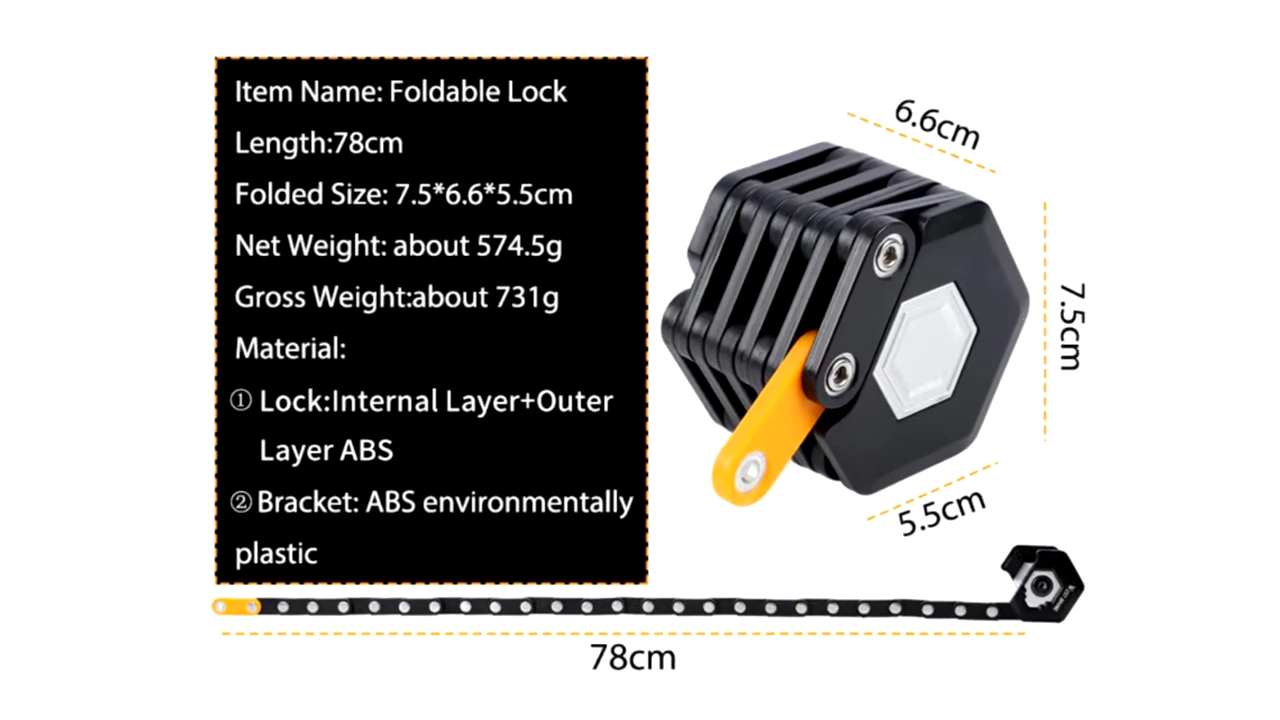 Item Name: Foldable Lock
Length:78cm
Folded Size: 7.5*6.6*5.5cm
Net Weight: about 574.5g
Gross Weight:about 731g
Material:
① Lock:Internal Layer+Outer
Layer ABS
② Bracket: ABS environmentally
plastic
6.6cm
7.5cm
5.5cm
78cm